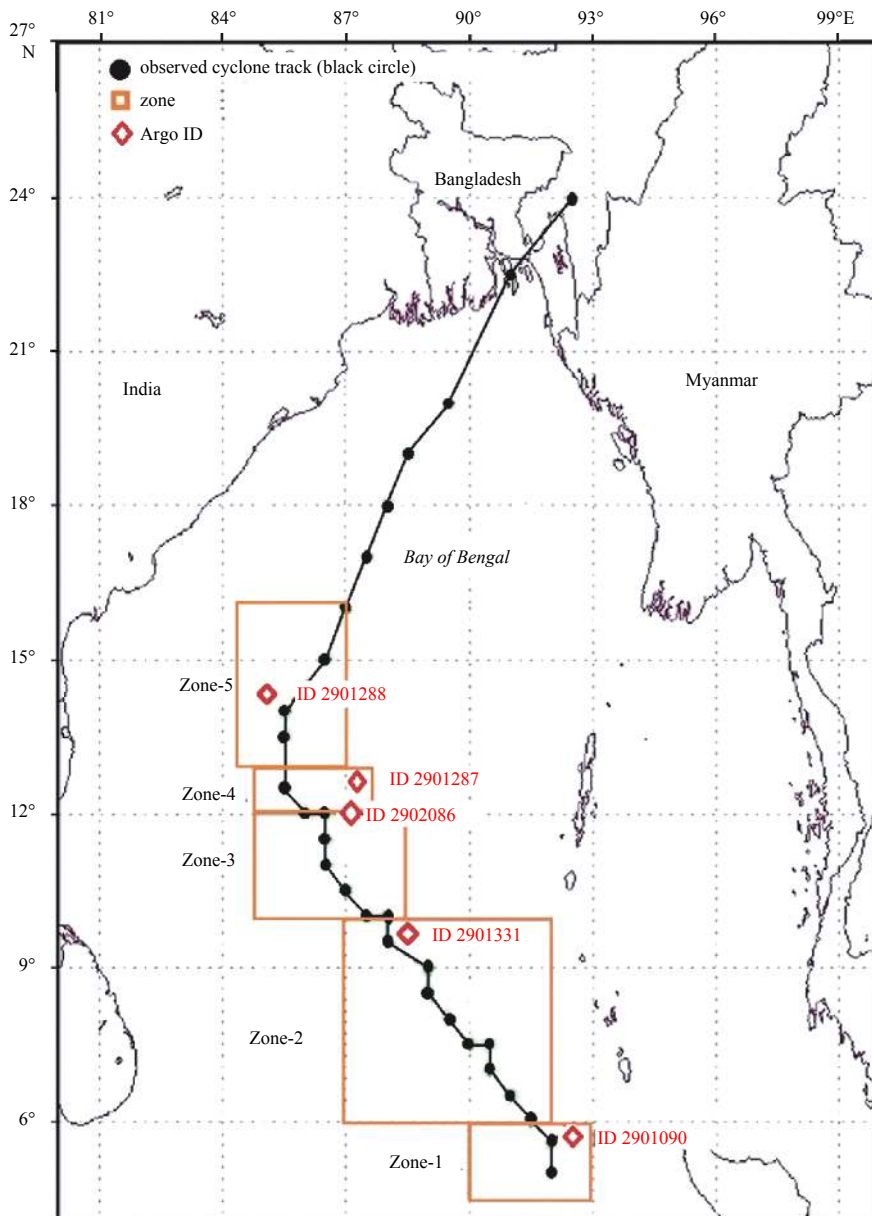 81° 84° 87° 90° 93° 96° 99°E
27°
N
observed cyclone track (black circle)
zone
Argo ID
Bangladesh
24°
21°
India
Myanmar
18°
Bay of Bengal
15°
Zone-5
ID 2901288
ID 2901287
Zone-4
12°
ID 2902086
Zone-3
ID 2901331
9°
Zone-2
6°
ID 2901090
Zone-1